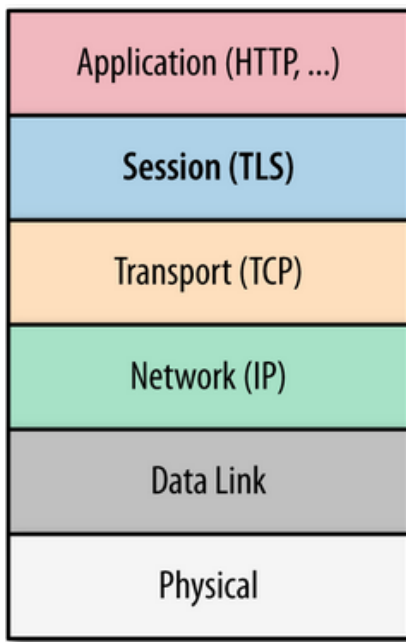 Application (HTTP, ...)
Session (TLS)
Transport (TCP)
Network (IP)
Data Link
Physical